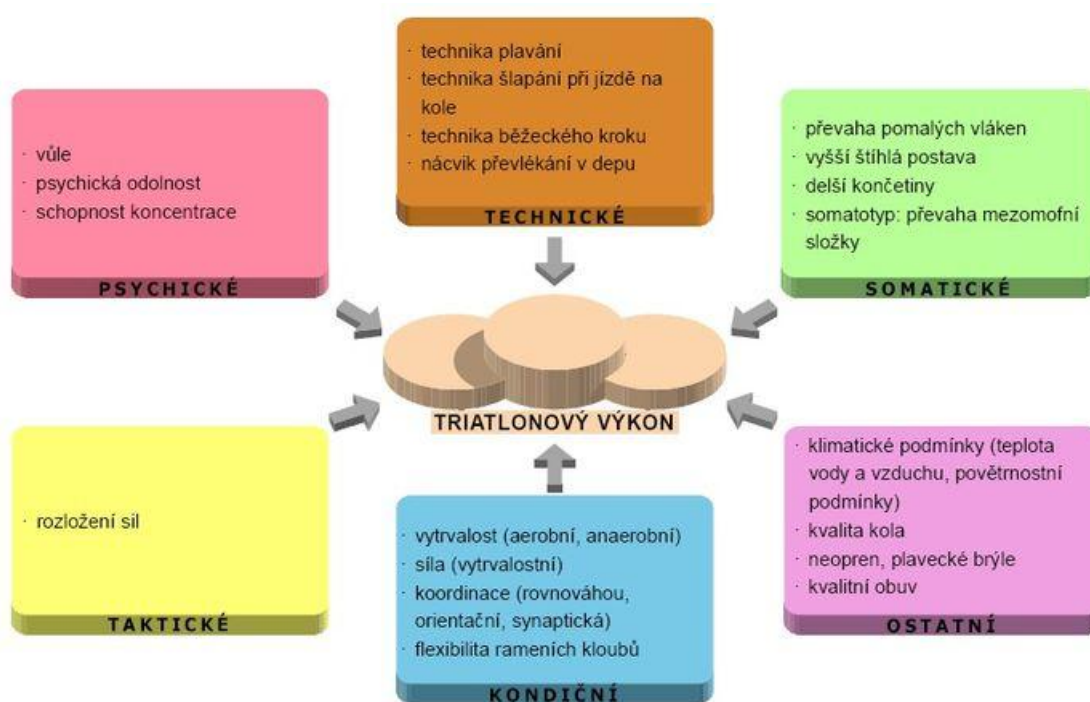 · technika plavání
· technika šlapání při jízdě na
kole
· technika běžeckého kroku
· nácvik převlékání v depu
TECHNICKÉ
· vůle
· psychická odolnost
· schopnost koncentrace
PSYCHICKÉ
· převaha pomalých vláken
· vyšší štíhlá postava
· delší končetiny
· somatotyp: převaha mezomofní
složky
SOMATICKÉ
TRIATLONOVÝ VÝKON
· rozložení sil
TAKTICKÉ
· vytrvalost (aerobní, anaerobní)
· síla (vytrvalostní)
· koordinace (rovnováhou,
orientační, synaptická)
· flexibilita rameních kloubů
KONDIČNÍ
· klimatické podmínky (teplota
vody a vzduchu, povětrnostní
podmínky)
· kvalita kola
· neopren, plavecké brýle
· kvalitní obuv
OSTATNÍ